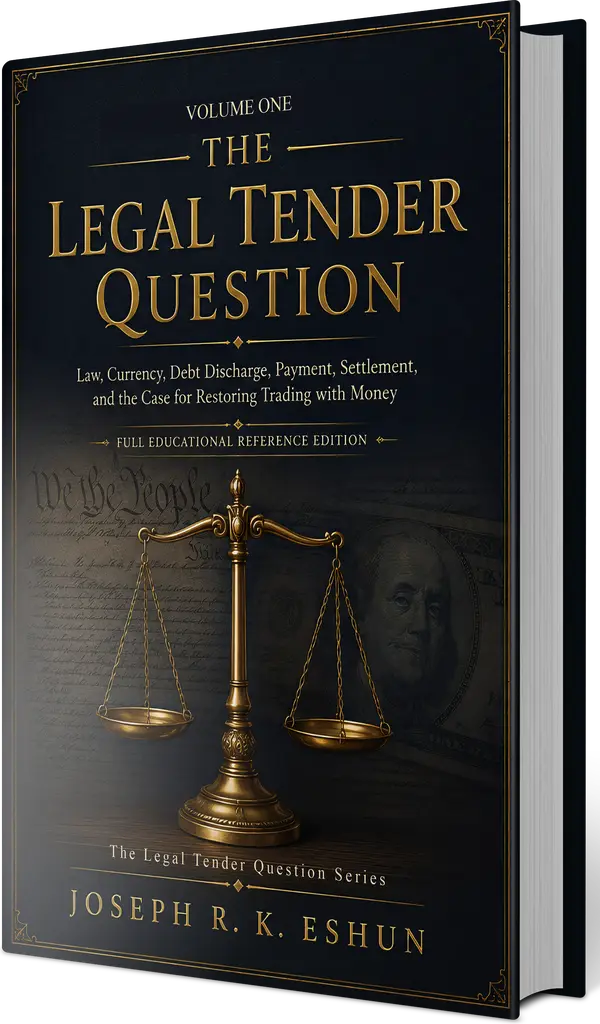 VOLUME ONE
THE
LEGAL TENDER
QUESTION
Law, Currency, Debt Discharge, Payment, Settlement,
and the Case for Restoring Trading with Money
FULL EDUCATIONAL REFERENCE EDITION
We the People
The Legal Tender Question Series
JOSEPH R. K. ESHUN